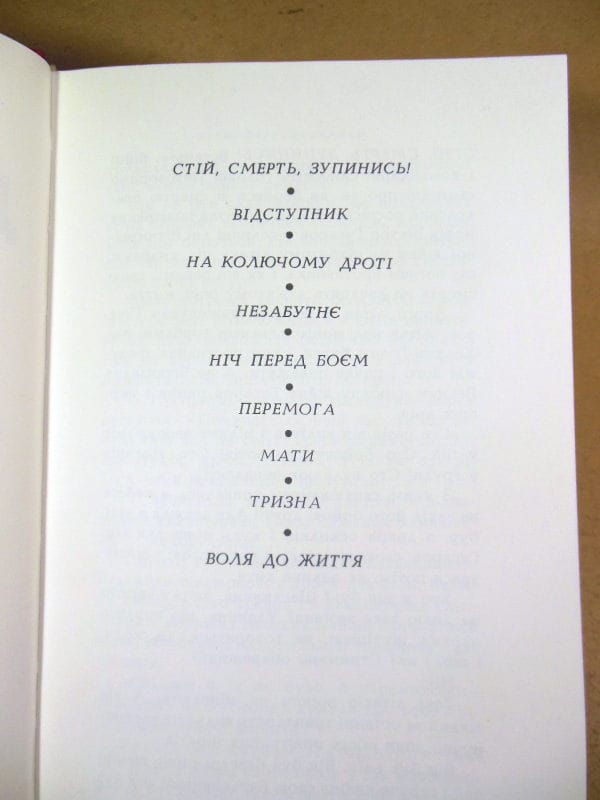 СТІЙ, СМЕРТЬ, ЗУПИНИСЬ!
•
ВІДСТУПНИК
•
НА КОЛЮЧОМУ ДРОТІ
•
НЕЗАБУТНЄ
•
НІЧ ПЕРЕД БОЄМ
•
ПЕРЕМОГА
•
МАТИ
•
ТРИЗНА
•
ВОЛЯ ДО ЖИТТЯ